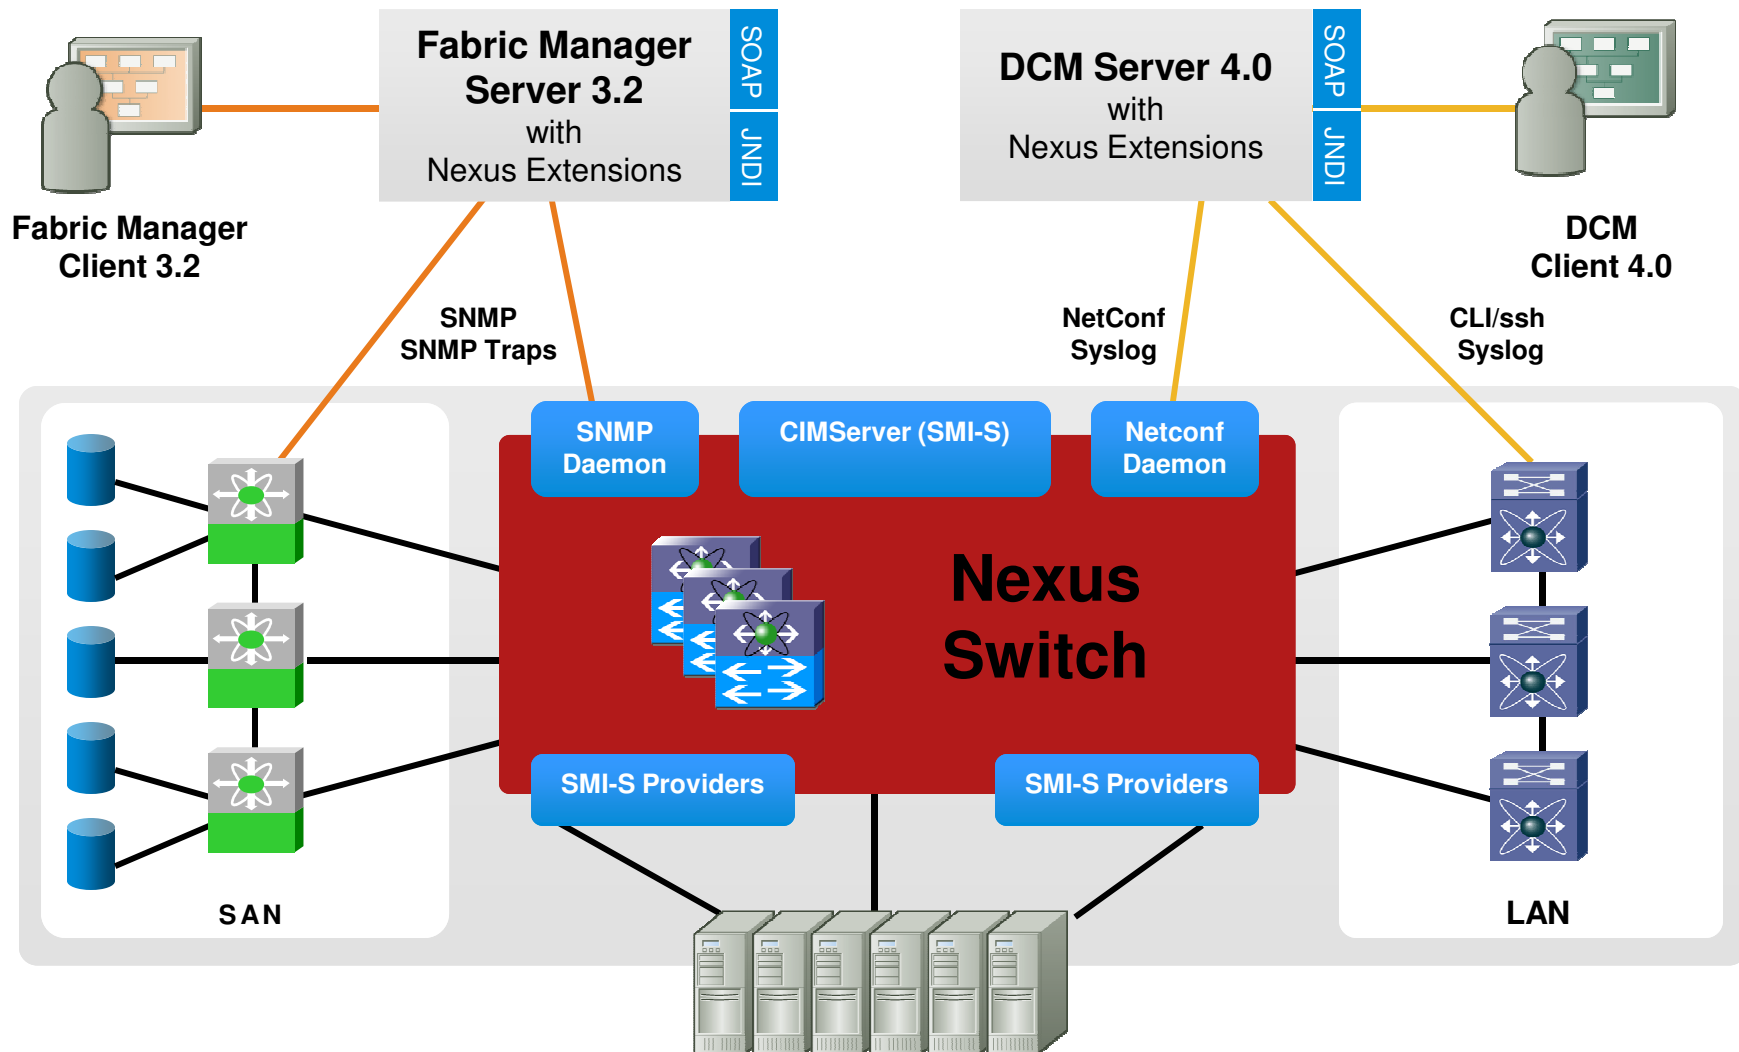 Fabric Manager
Server 3.2
with
Nexus Extensions
SOAP
JNDI
DCM Server 4.0
with
Nexus Extensions
SOAP
JNDI
Fabric Manager
Client 3.2
DCM
Client 4.0
SNMP
SNMP Traps
NetConf
Syslog
CLI/ssh
Syslog
SNMP
Daemon
CIMServer (SMI-S)
Netconf
Daemon
Nexus
Switch
SMI-S Providers
SMI-S Providers
SAN
LAN